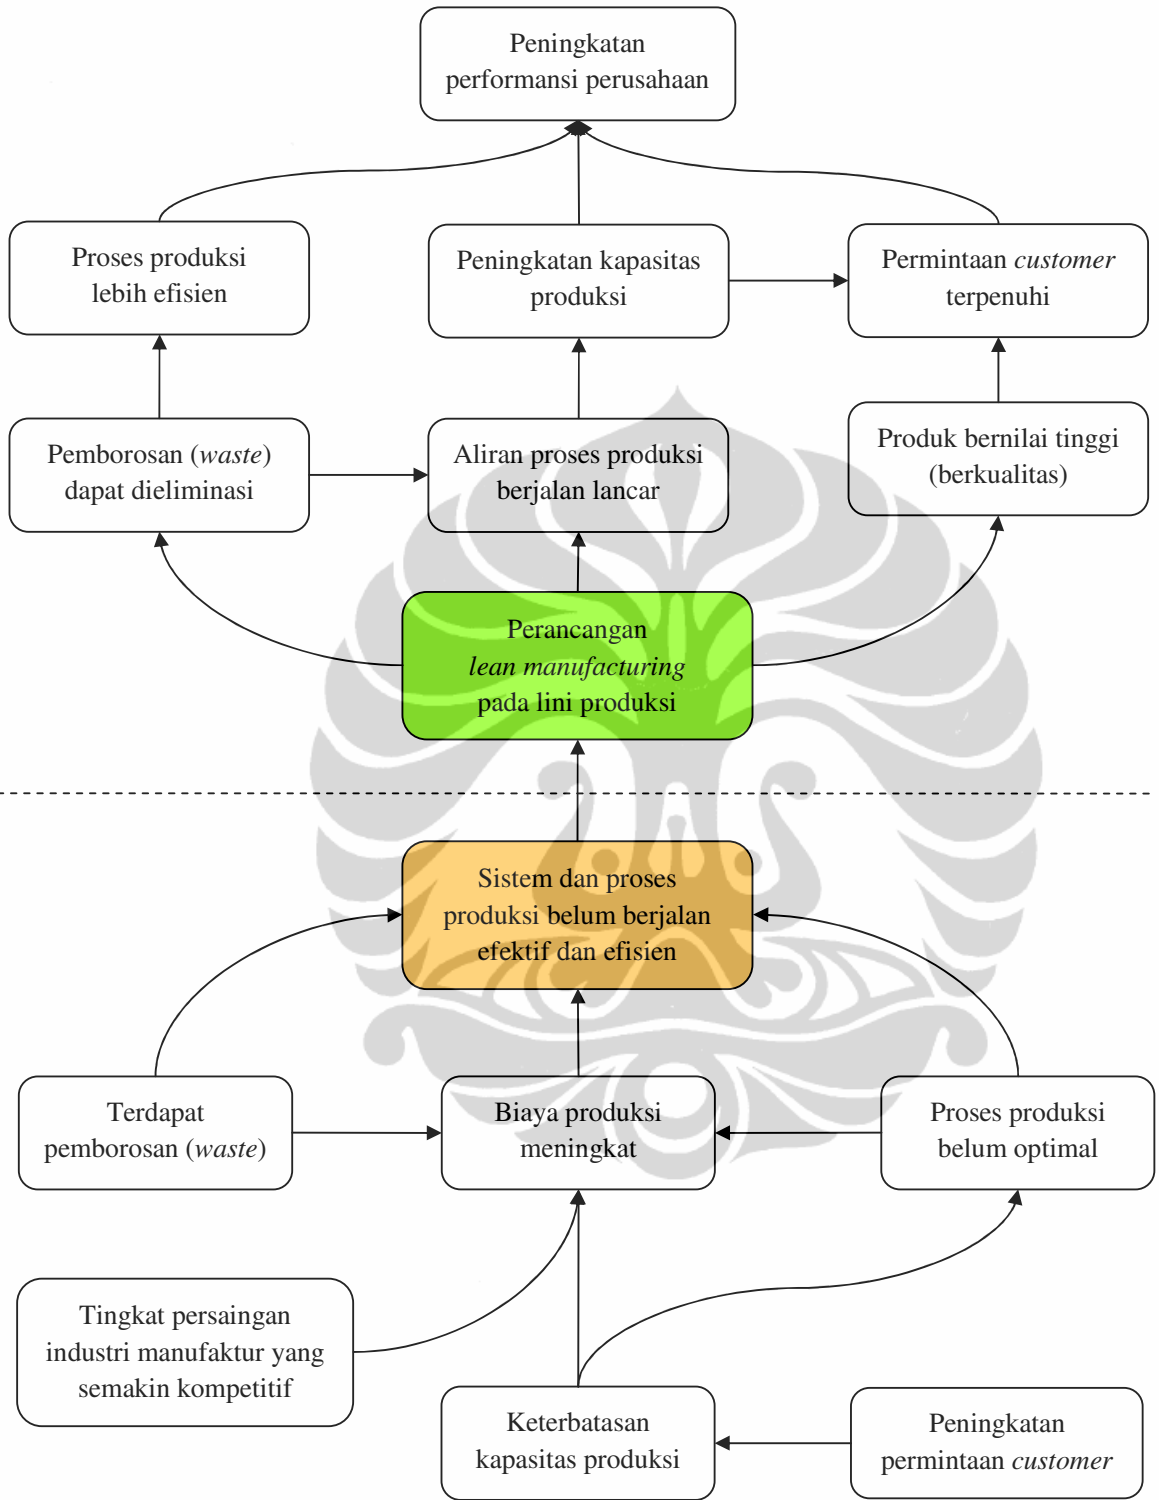 Peningkatan
performansi perusahaan
Proses produksi
lebih efisien
Peningkatan kapasitas
produksi
Permintaan customer
terpenuhi
Pemborosan (waste)
dapat dieliminasi
Aliran proses produksi
berjalan lancar
Produk bernilai tinggi
(berkualitas)
Perancangan
lean manufacturing
pada lini produksi
Sistem dan proses
produksi belum berjalan
efektif dan efisien
Terdapat
pemborosan (waste)
Biaya produksi
meningkat
Proses produksi
belum optimal
Tingkat persaingan
industri manufaktur yang
semakin kompetitif
Keterbatasan
kapasitas produksi
Peningkatan
permintaan customer